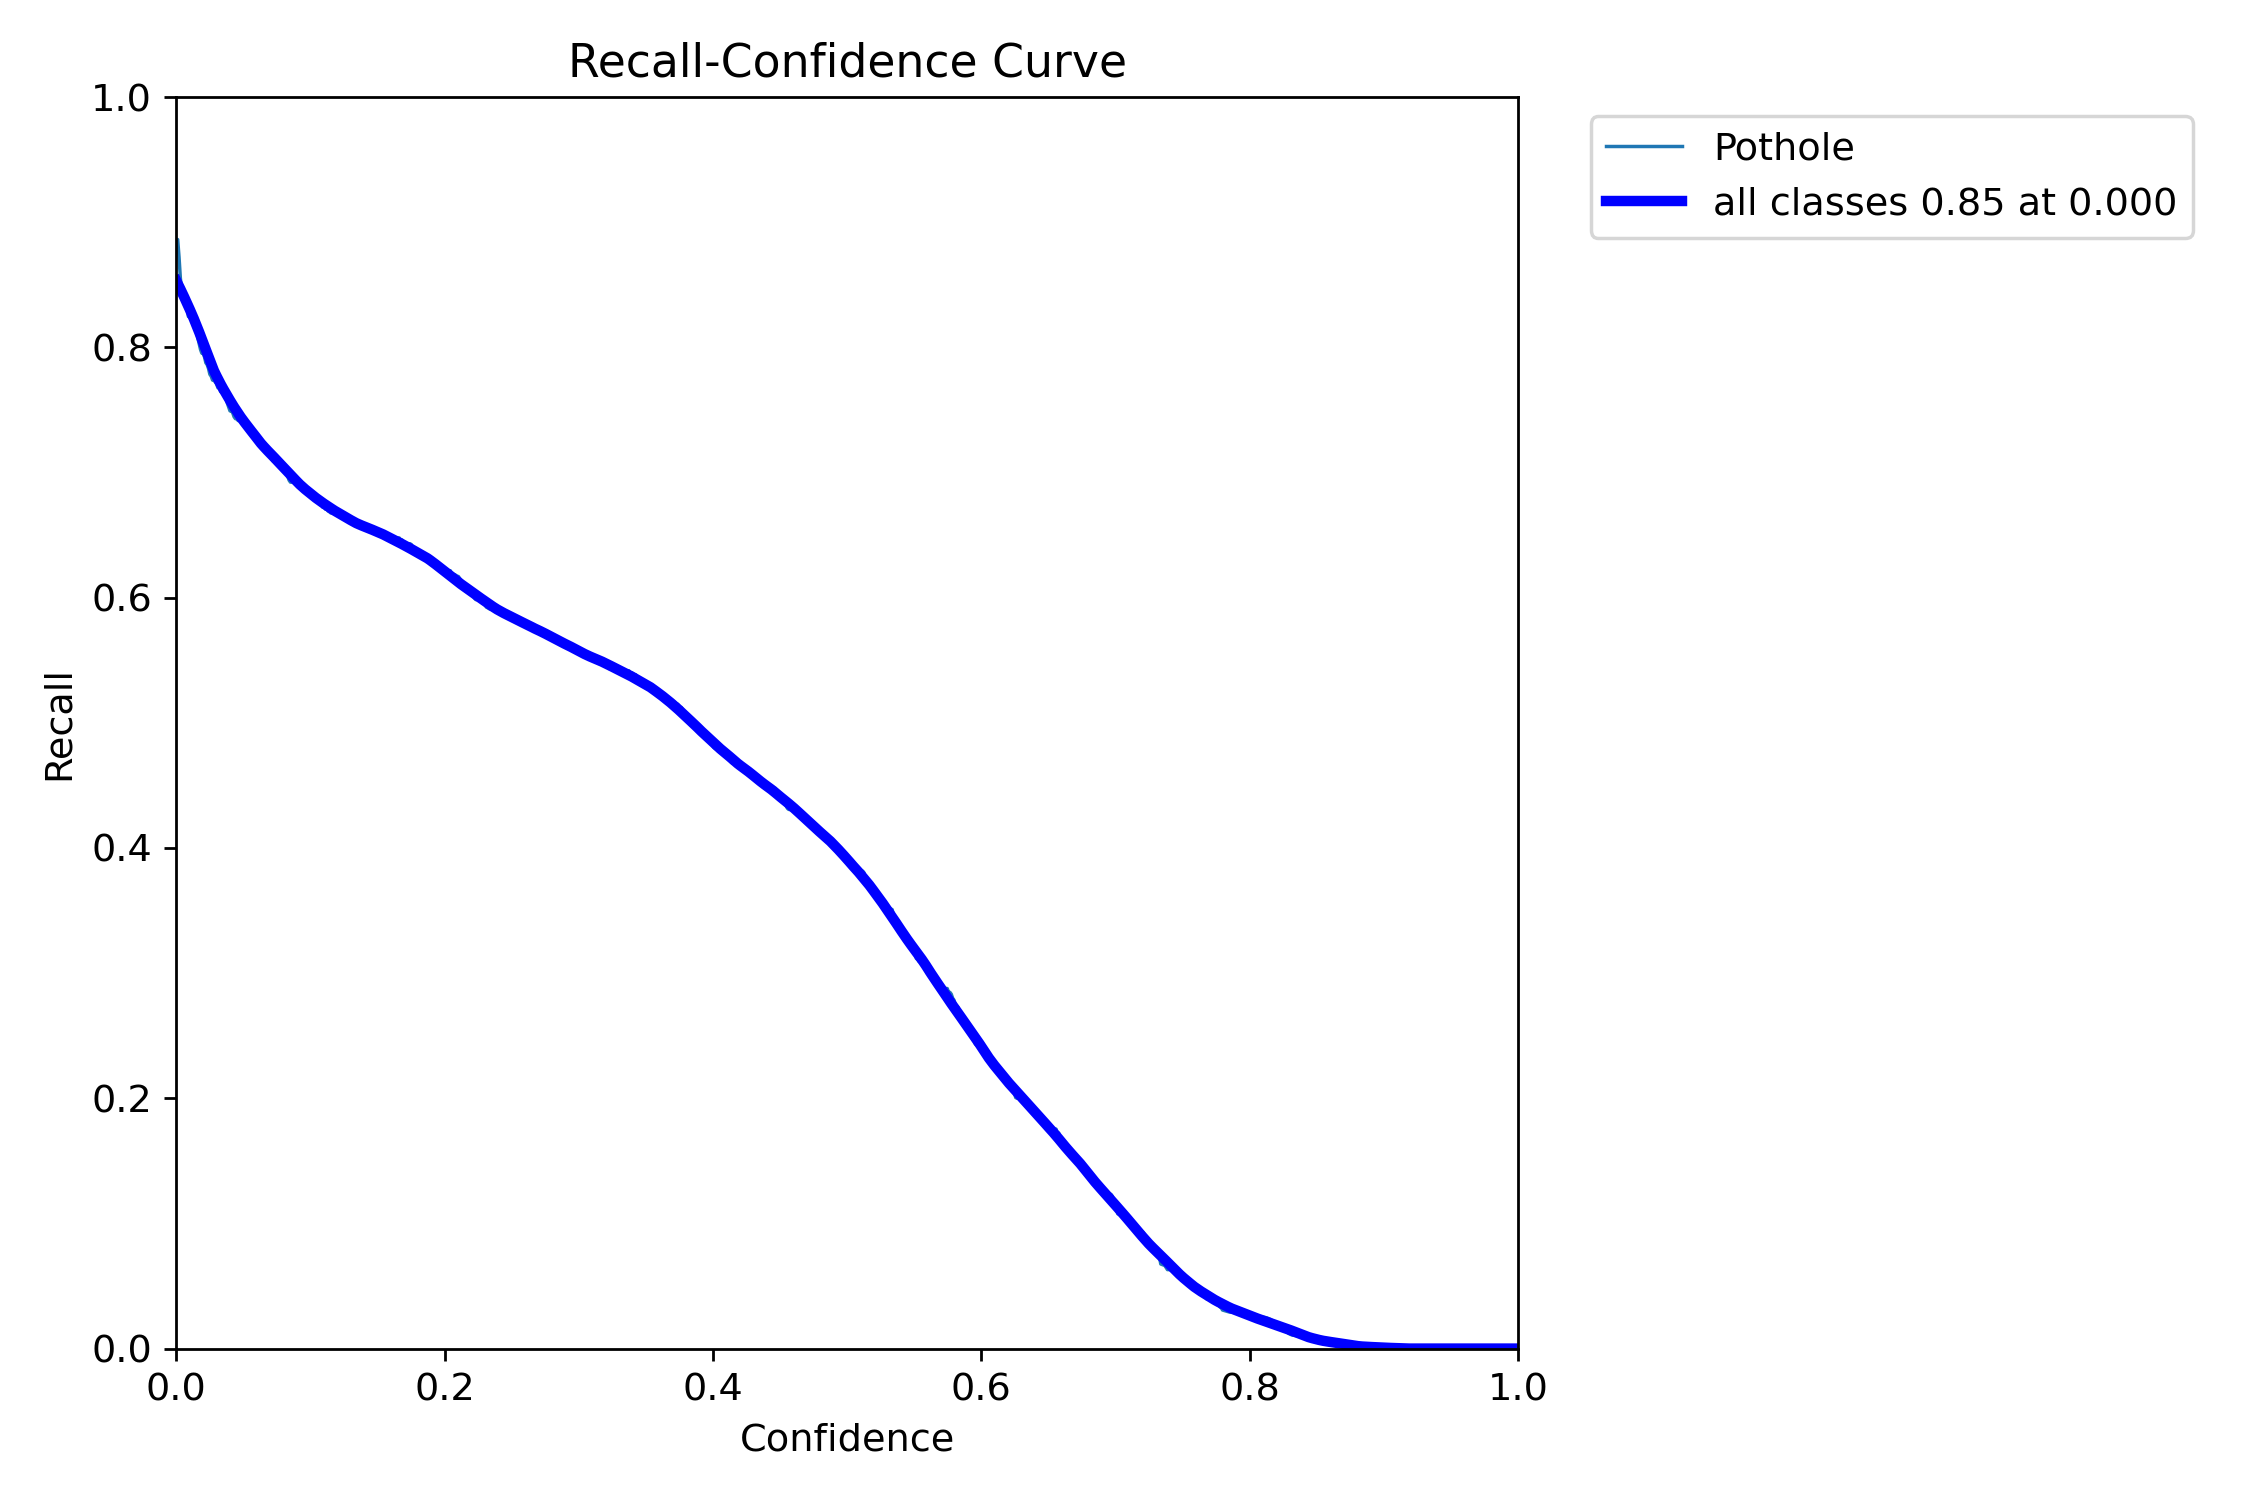 Recall-Confidence Curve
1.0
0.8
0.6
0.4
0.2
0.0
Recall
0.0 0.2 0.4 0.6 0.8 1.0
Confidence
Pothole
all classes 0.85 at 0.000